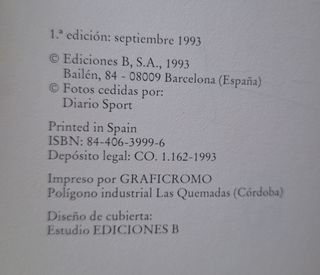 1.ª edición: septiembre 1993
© Ediciones B, S.A., 1993
Bailén, 84 - 08009 Barcelona (España)
© Fotos cedidas por:
Diario Sport
Printed in Spain
ISBN: 84-406-3999-6
Depósito legal: CO. 1.162-1993
Impreso por GRAFICROMO
Polígono industrial Las Quemadas (Córdoba)
Diseño de cubierta:
Estudio EDICIONES B